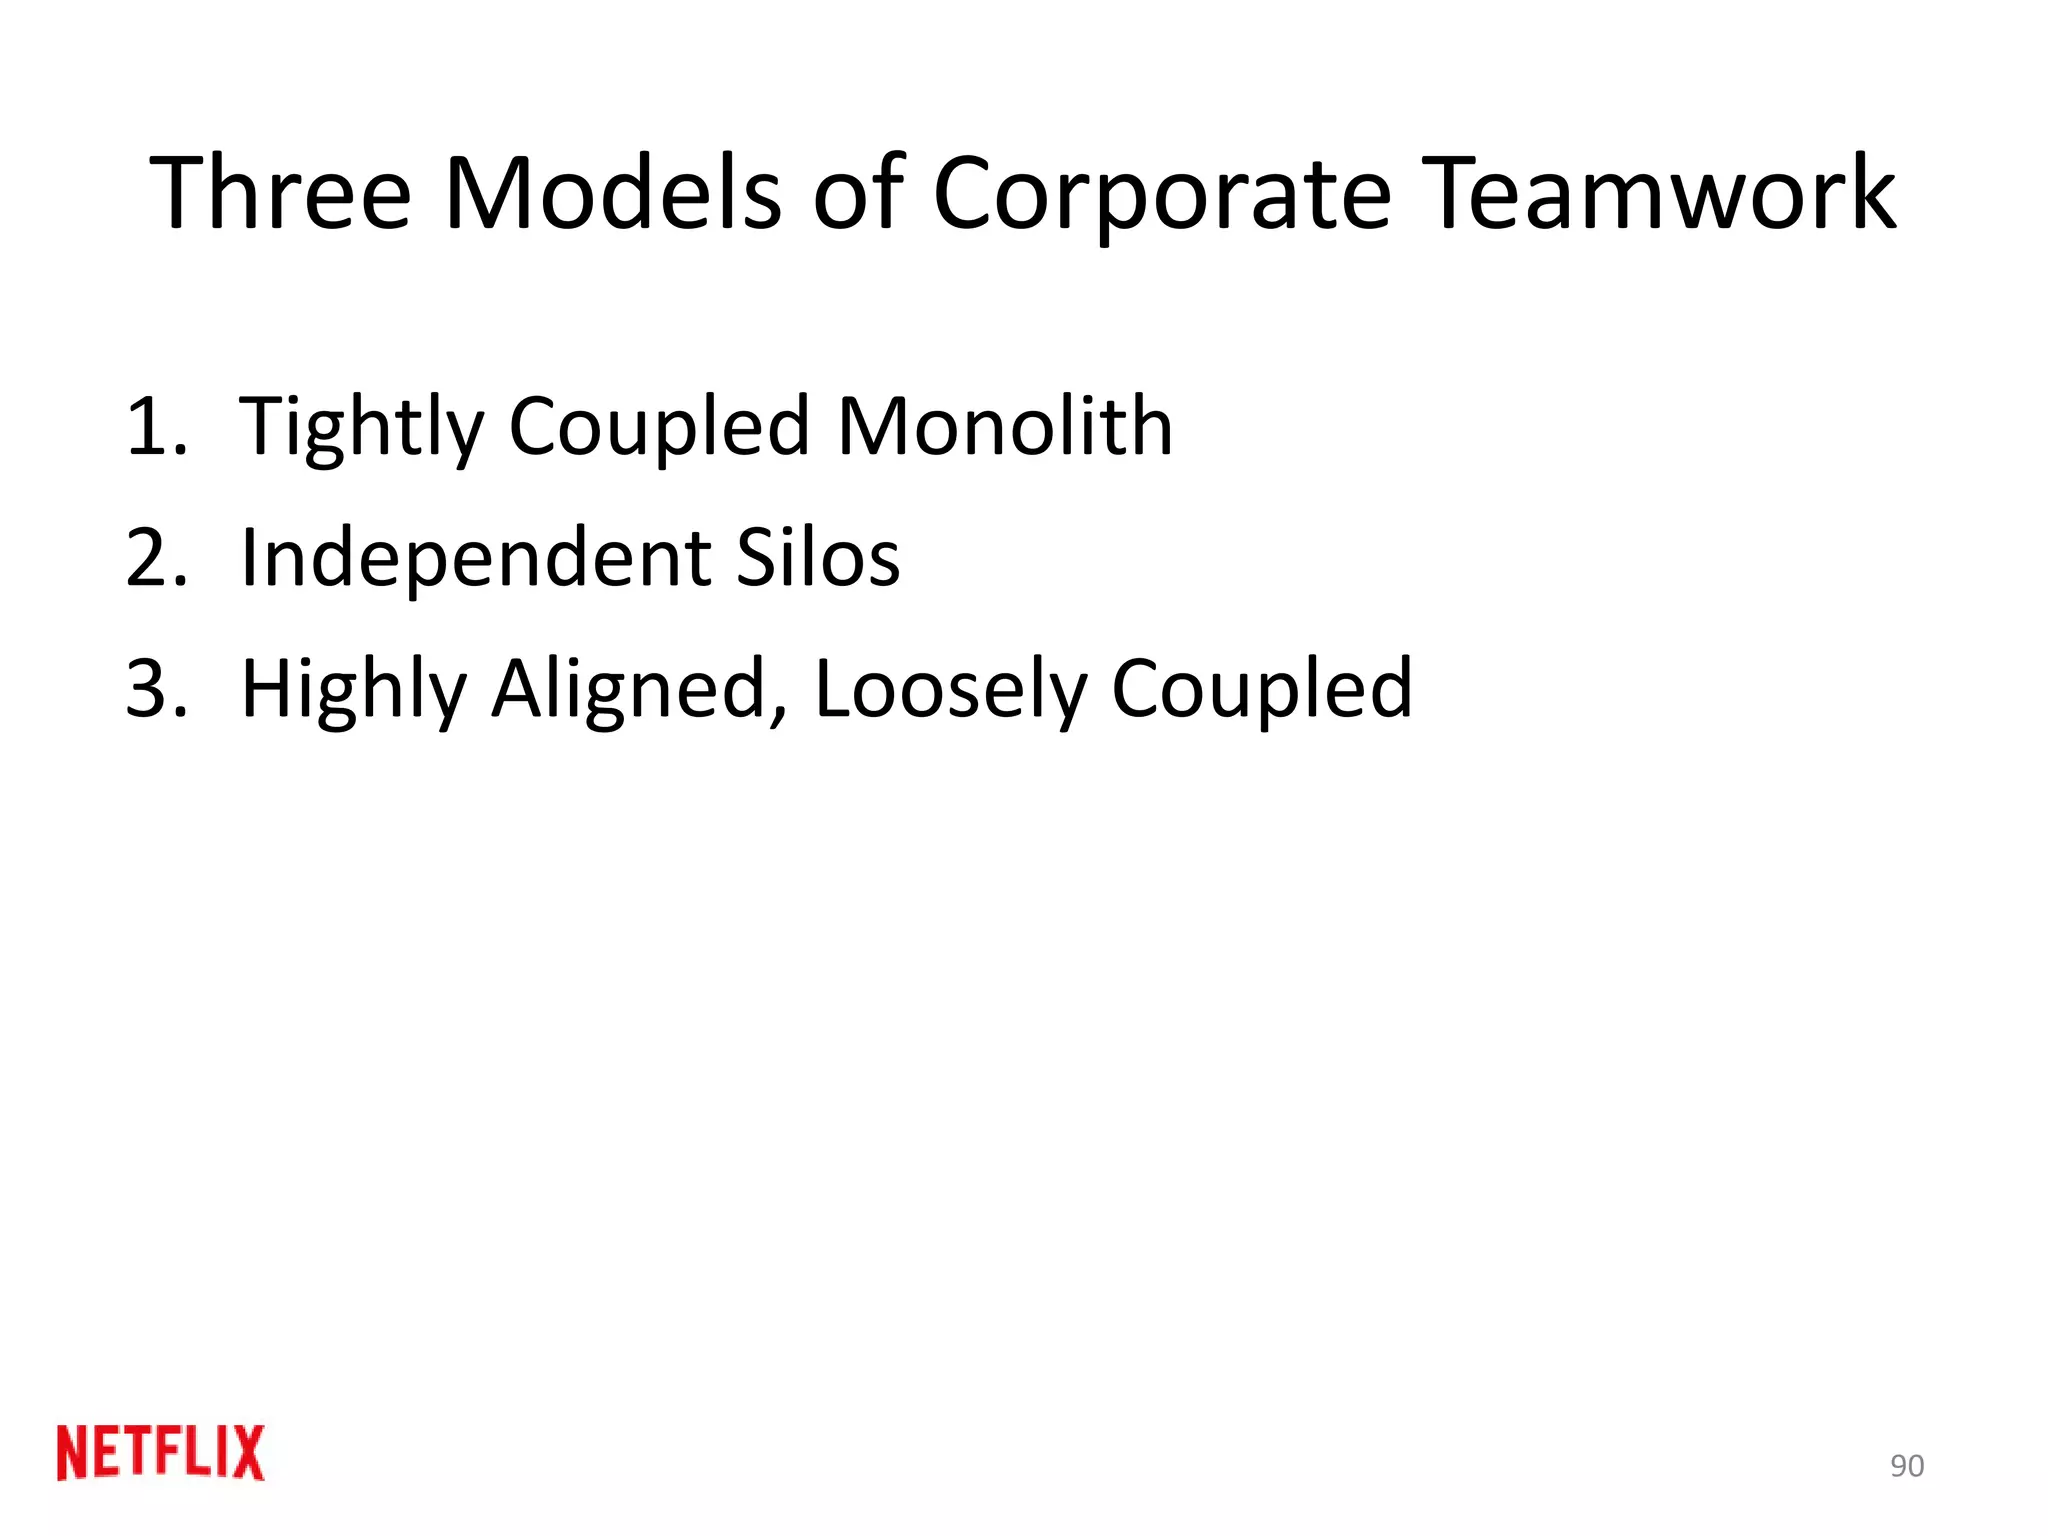 Three Models of Corporate Teamwork
1. Tightly Coupled Monolith
2. Independent Silos
3. Highly Aligned, Loosely Coupled
NETFLIX
90